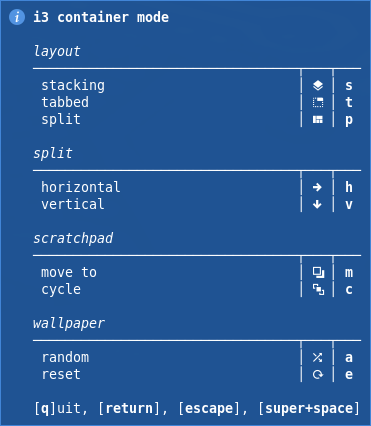 i3 container mode
layout
stacking s
tabbed t
split p
split
horizontal h
vertical v
scratchpad
move to m
cycle c
wallpaper
random a
reset e
[q]uit, [return], [escape], [super+space]